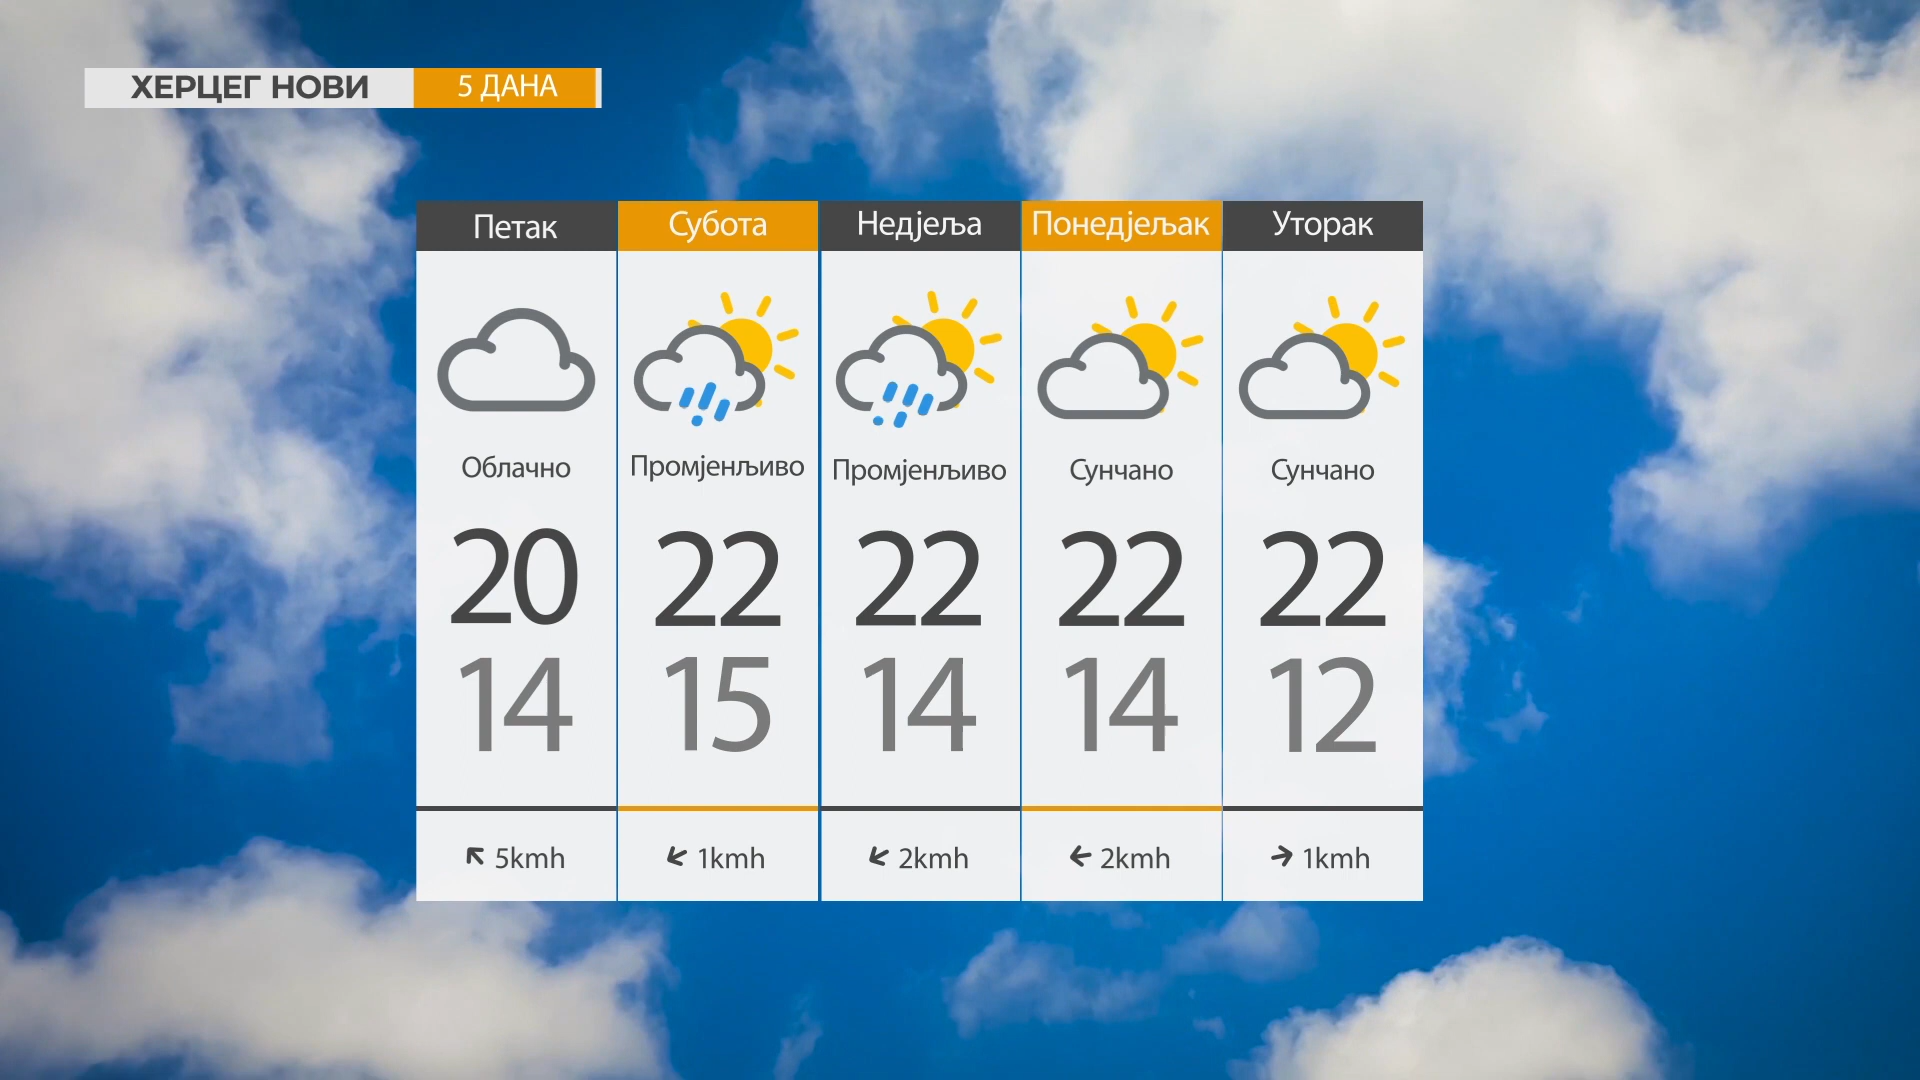 ХЕРЦЕГ НОВИ 5 ДАНА
Петак Субота Недјеља Понедјељак Уторак
Облачно Промјенљиво Промјенљиво Сунчано Сунчано
20 22 22 22 22
14 15 14 14 12
5kmh 1kmh 2kmh 2kmh 1kmh